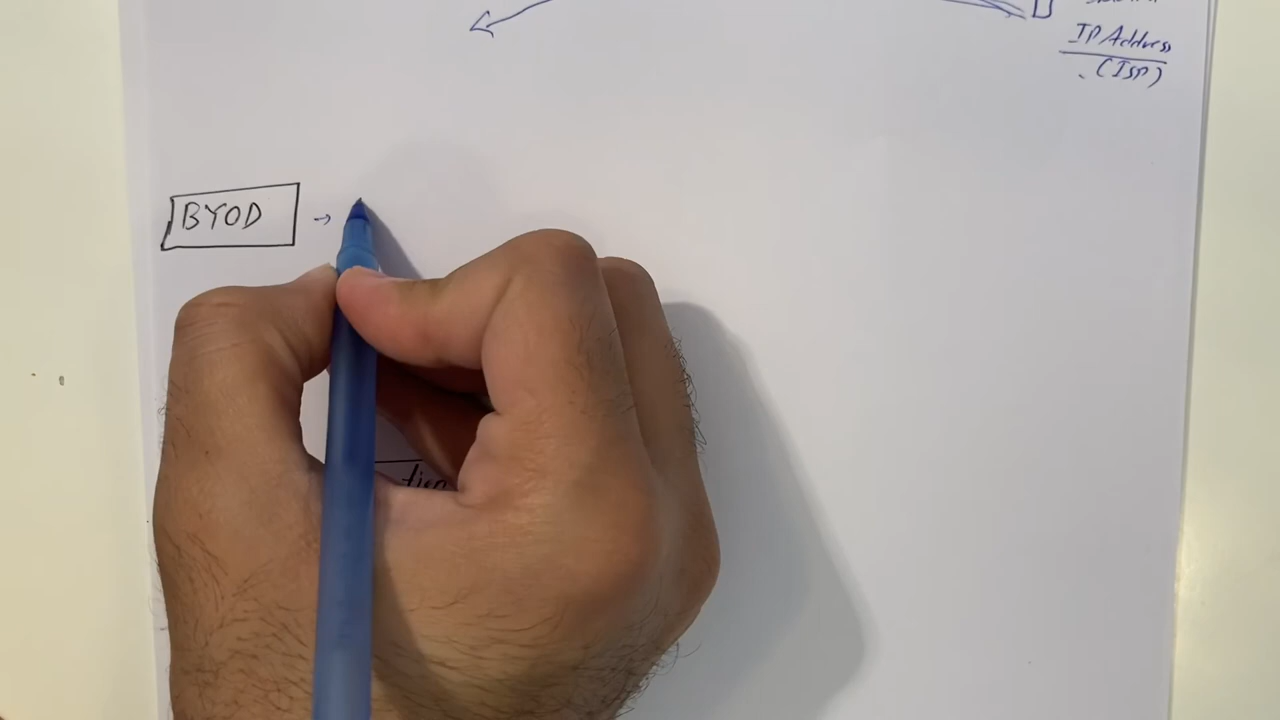 IP Address
(ISP)
BYOD →